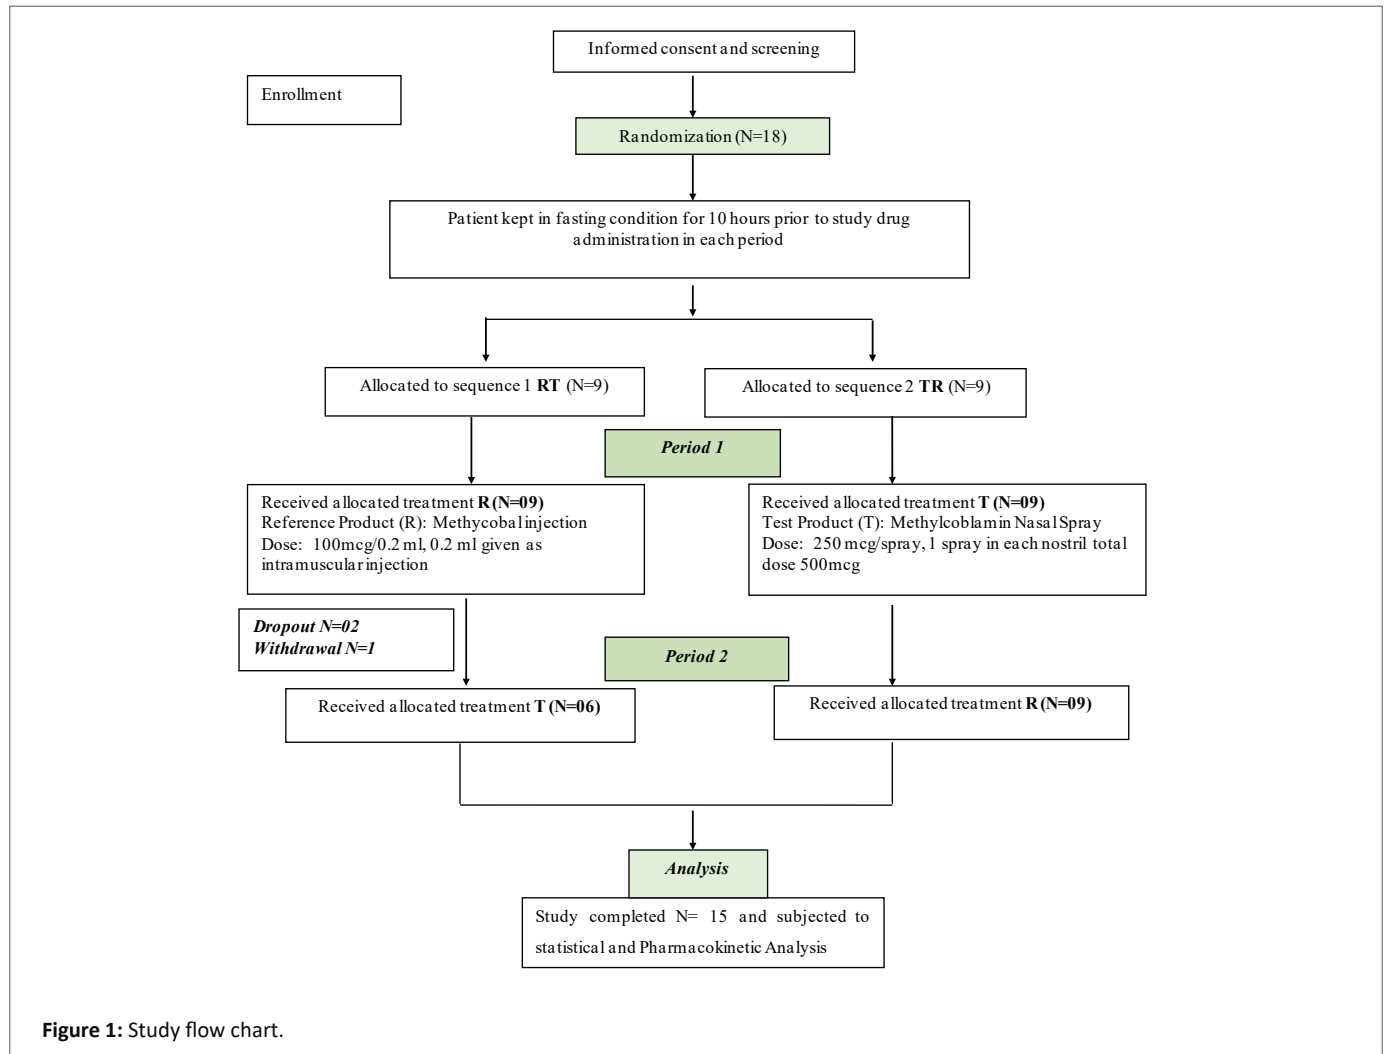 Informed consent and screening
Enrollment
Randomization (N=18)
Patient kept in fasting condition for 10 hours prior to study drug
administration in each period
Allocated to sequence 1 RT (N=9)
Allocated to sequence 2 TR (N=9)
Period 1
Received allocated treatment R (N=09)
Reference Product (R): Methycobal injection
Dose: 100mcg/0.2 ml, 0.2 ml given as
intramuscular injection
Received allocated treatment T (N=09)
Test Product (T): Methylcoblamin Nasal Spray
Dose: 250 mcg/spray, 1 spray in each nostril total
dose 500mcg
Dropout N=02
Withdrawal N=1
Period 2
Received allocated treatment T (N=06)
Received allocated treatment R (N=09)
Analysis
Study completed N= 15 and subjected to
statistical and Pharmacokinetic Analysis
Figure 1: Study flow chart.